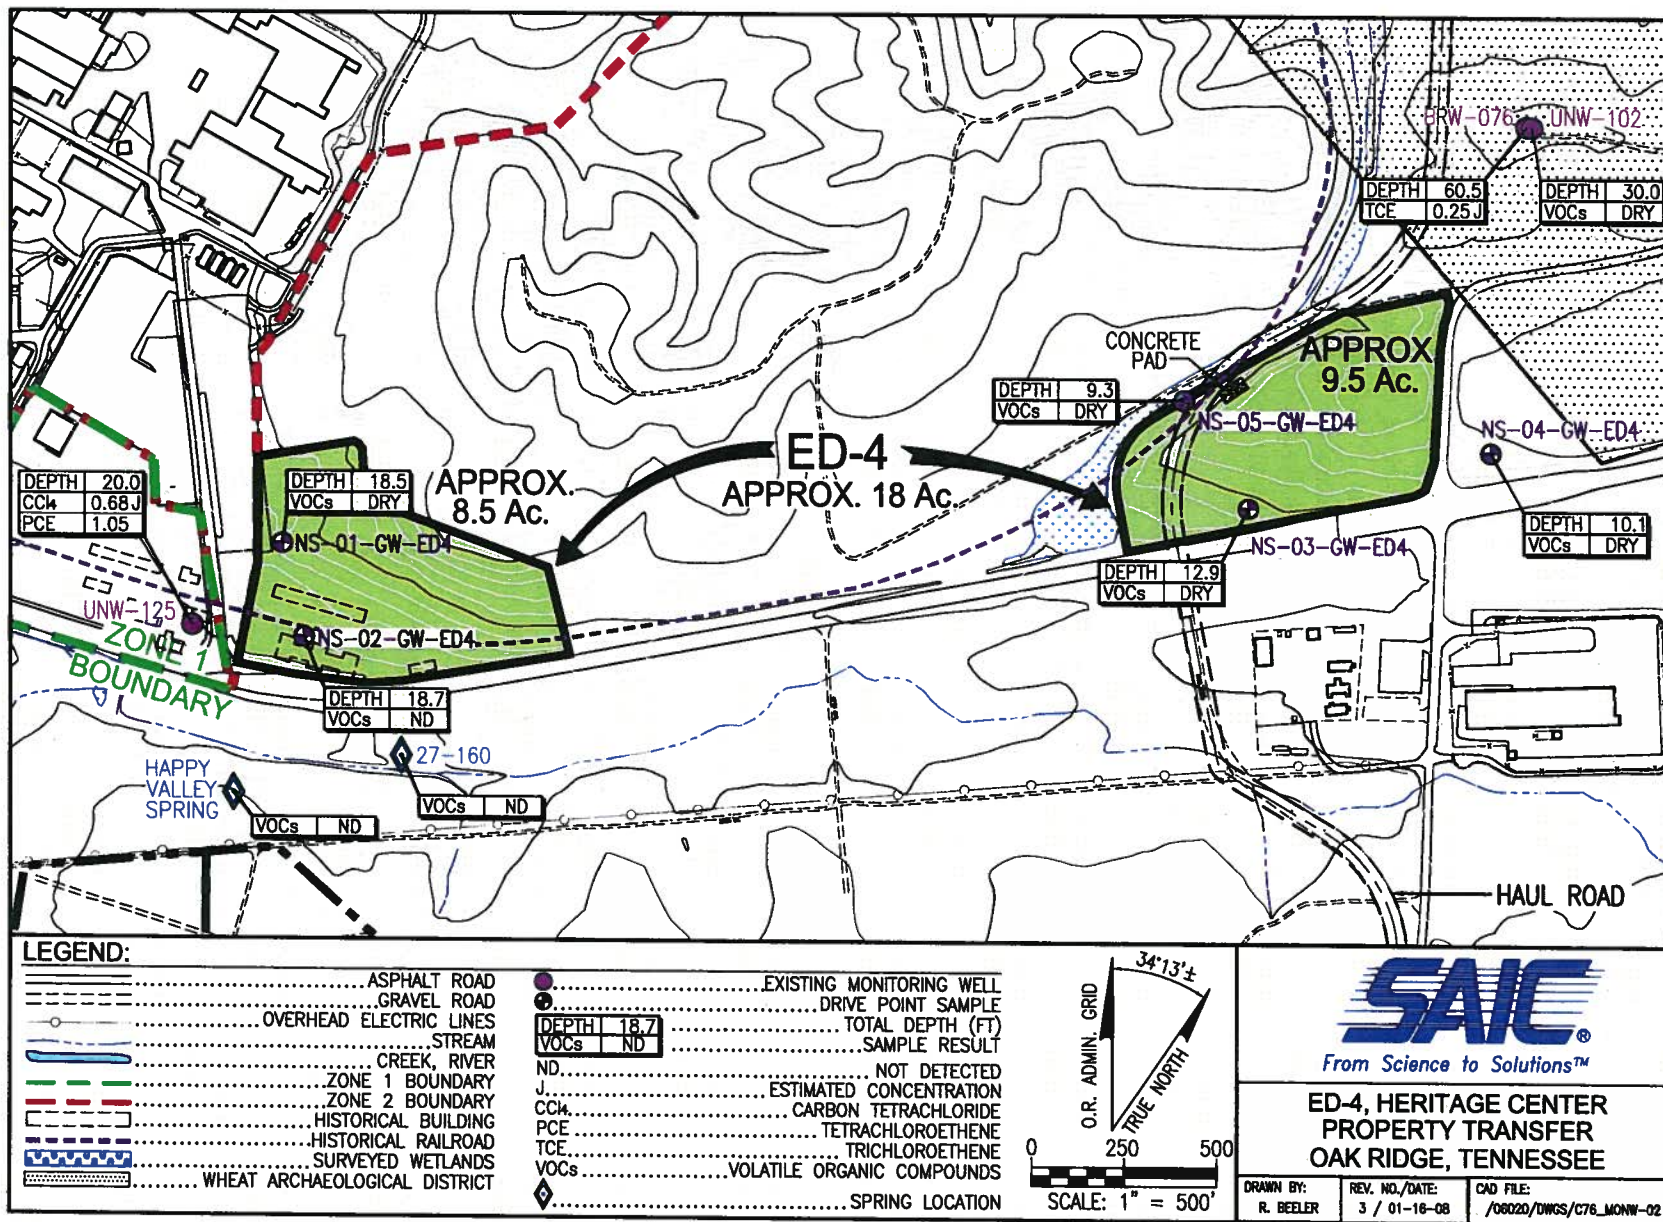 BRW-076 UNW-102
DEPTH 60.5
TCE 0.25J
DEPTH 30.0
VOCs DRY
CONCRETE
PAD
APPROX
9.5 Ac.
DEPTH 9.3
VOCs DRY
NS-05-GW-ED4
NS-04-GW-ED4
ED-4
APPROX. 18 Ac.
DEPTH 20.0
CCl4 0.68J
PCE 1.05
DEPTH 18.5
VOCs DRY
APPROX.
8.5 Ac.
NS-01-GW-ED4
NS-03-GW-ED4
DEPTH 10.1
VOCs DRY
DEPTH 12.9
VOCs DRY
UNW-125
NS-02-GW-ED4
ZONE 1
BOUNDARY
DEPTH 18.7
VOCs ND
27-160
HAPPY
VALLEY
SPRING
VOCs ND
VOCs ND
HAUL ROAD
LEGEND:
ASPHALT ROAD
GRAVEL ROAD
OVERHEAD ELECTRIC LINES
STREAM
CREEK, RIVER
ZONE 1 BOUNDARY
ZONE 2 BOUNDARY
HISTORICAL BUILDING
HISTORICAL RAILROAD
SURVEYED WETLANDS
WHEAT ARCHAEOLOGICAL DISTRICT
EXISTING MONITORING WELL
DRIVE POINT SAMPLE
DEPTH 18.7 TOTAL DEPTH (FT)
VOCs ND SAMPLE RESULT
ND NOT DETECTED
J ESTIMATED CONCENTRATION
CCl4 CARBON TETRACHLORIDE
PCE TETRACHLOROETHENE
TCE TRICHLOROETHENE
VOCs VOLATILE ORGANIC COMPOUNDS
SPRING LOCATION
34°13'±
O.R. ADMIN. GRID
TRUE NORTH
0 250 500
SCALE: 1" = 500'
SAIC®
From Science to Solutions™
ED-4, HERITAGE CENTER
PROPERTY TRANSFER
OAK RIDGE, TENNESSEE
DRAWN BY:
R. BEELER
REV. NO./DATE:
3 / 01-16-08
CAD FILE:
/06020/DWGS/C76_MONW-02